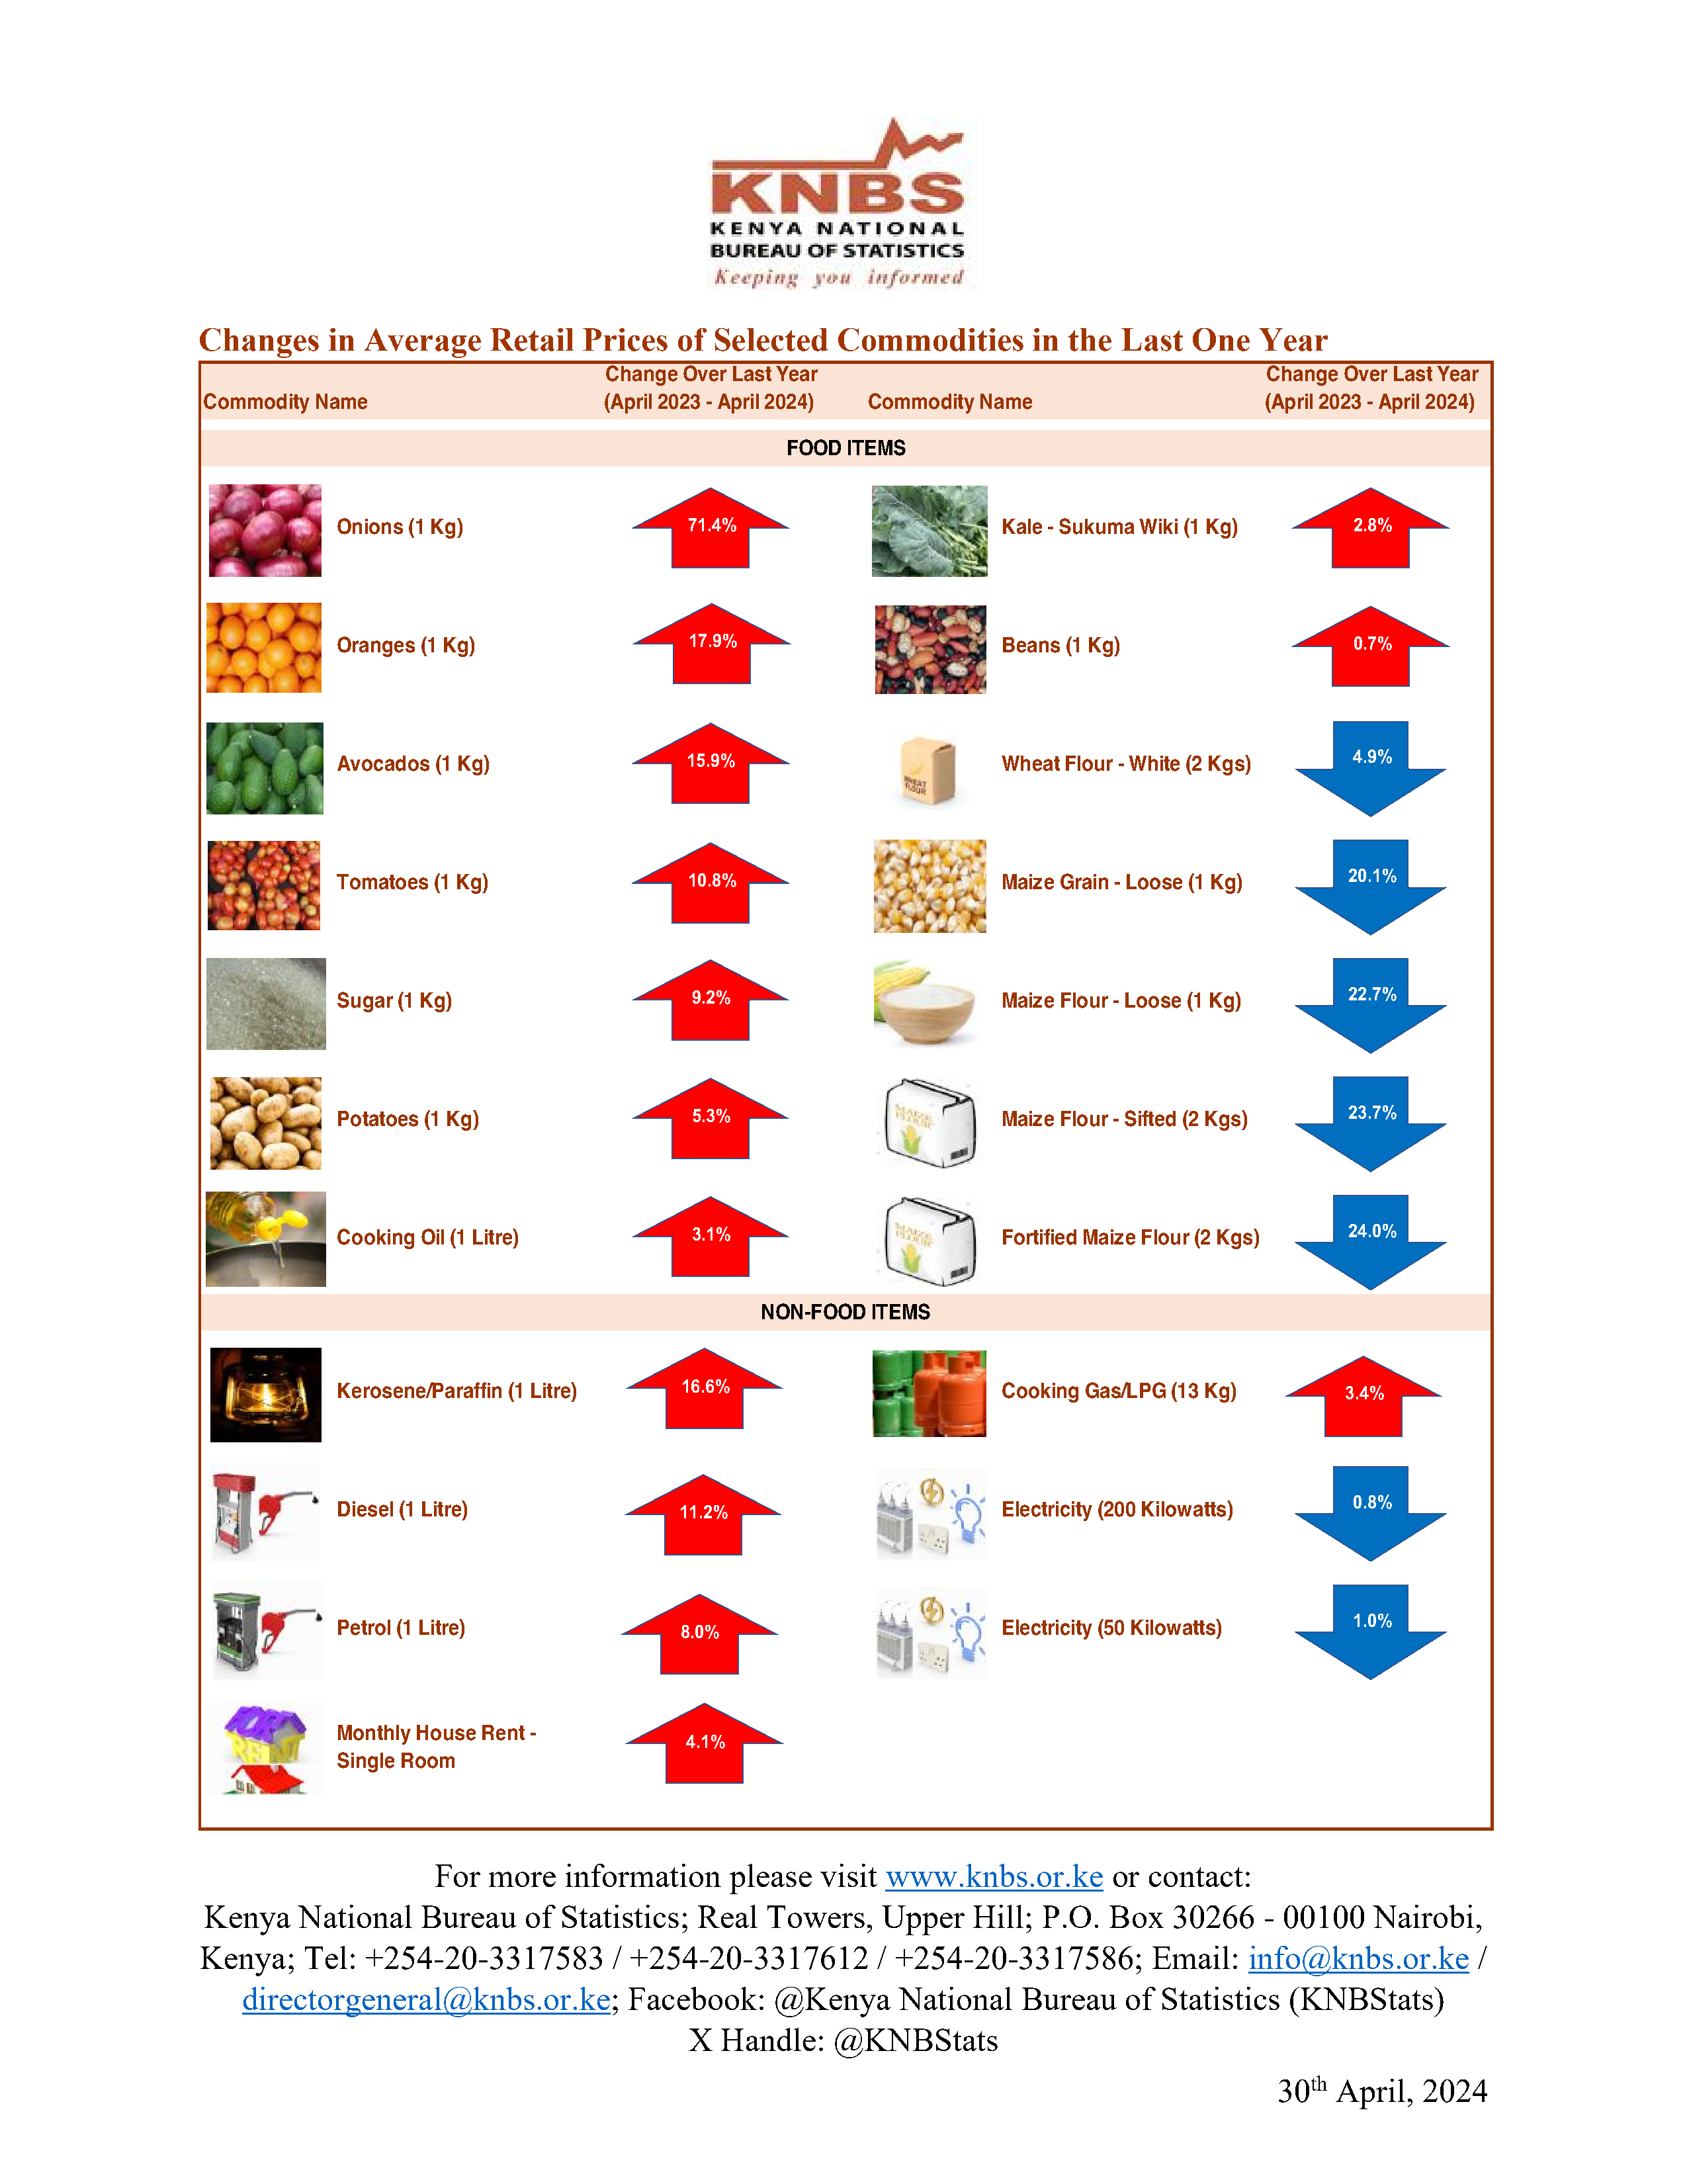 KNBS
KENYA NATIONAL
BUREAU OF STATISTICS
Keeping you informed
Changes in Average Retail Prices of Selected Commodities in the Last One Year
Commodity Name
Change Over Last Year
(April 2023 - April 2024)
Commodity Name
Change Over Last Year
(April 2023 - April 2024)
FOOD ITEMS
Onions (1 Kg) 71.4% Kale - Sukuma Wiki (1 Kg) 2.8%
Oranges (1 Kg) 17.9% Beans (1 Kg) 0.7%
Avocados (1 Kg) 15.9% WHEAT FLOUR Wheat Flour - White (2 Kgs) 4.9%
Tomatoes (1 Kg) 10.8% Maize Grain - Loose (1 Kg) 20.1%
Sugar (1 Kg) 9.2% Maize Flour - Loose (1 Kg) 22.7%
Potatoes (1 Kg) 5.3% MAIZE FLOUR Maize Flour - Sifted (2 Kgs) 23.7%
Cooking Oil (1 Litre) 3.1% MAIZE FLOUR Fortified Maize Flour (2 Kgs) 24.0%
NON-FOOD ITEMS
Kerosene/Paraffin (1 Litre) 16.6% Cooking Gas/LPG (13 Kg) 3.4%
Diesel (1 Litre) 11.2% Electricity (200 Kilowatts) 0.8%
Petrol (1 Litre) 8.0% Electricity (50 Kilowatts) 1.0%
Monthly House Rent -
Single Room 4.1%
For more information please visit www.knbs.or.ke or contact:
Kenya National Bureau of Statistics; Real Towers, Upper Hill; P.O. Box 30266 - 00100 Nairobi,
Kenya; Tel: +254-20-3317583 / +254-20-3317612 / +254-20-3317586; Email: info@knbs.or.ke /
directorgeneral@knbs.or.ke; Facebook: @Kenya National Bureau of Statistics (KNBStats)
X Handle: @KNBStats
30th April, 2024